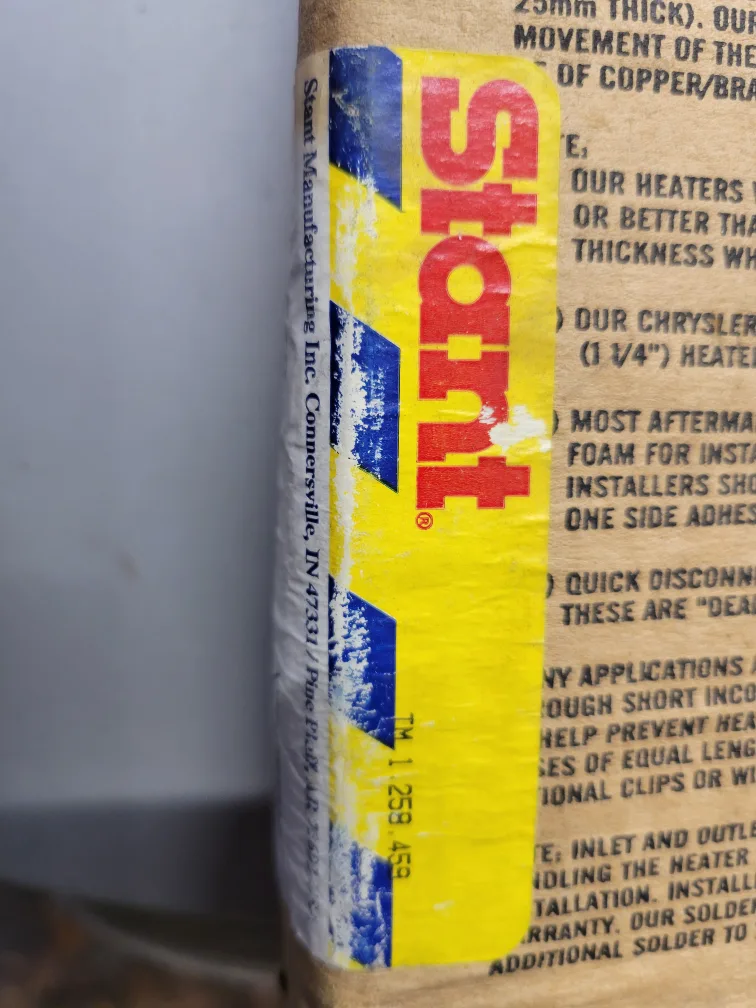 Stant®
Stant Manufacturing Inc. Connersville, IN 47331 / Pine Bluff, AR
TM 1,258,459
25mm THICK). OUR
MOVEMENT OF THE
OF COPPER/BRA
E:
OUR HEATERS
OR BETTER THA
THICKNESS WH
) OUR CHRYSLER
(1 1/4") HEATE
) MOST AFTERMA
FOAM FOR INSTA
INSTALLERS SHO
ONE SIDE ADHES
) QUICK DISCONN
THESE ARE "DEA
NY APPLICATIONS
OUGH SHORT INCO
HELP PREVENT HEA
SES OF EQUAL LENG
IONAL CLIPS OR WI
TE: INLET AND OUTLE
NDLING THE HEATER
TALLATION. INSTALL
RRANTY. OUR SOLDE
ADDITIONAL SOLDER TO